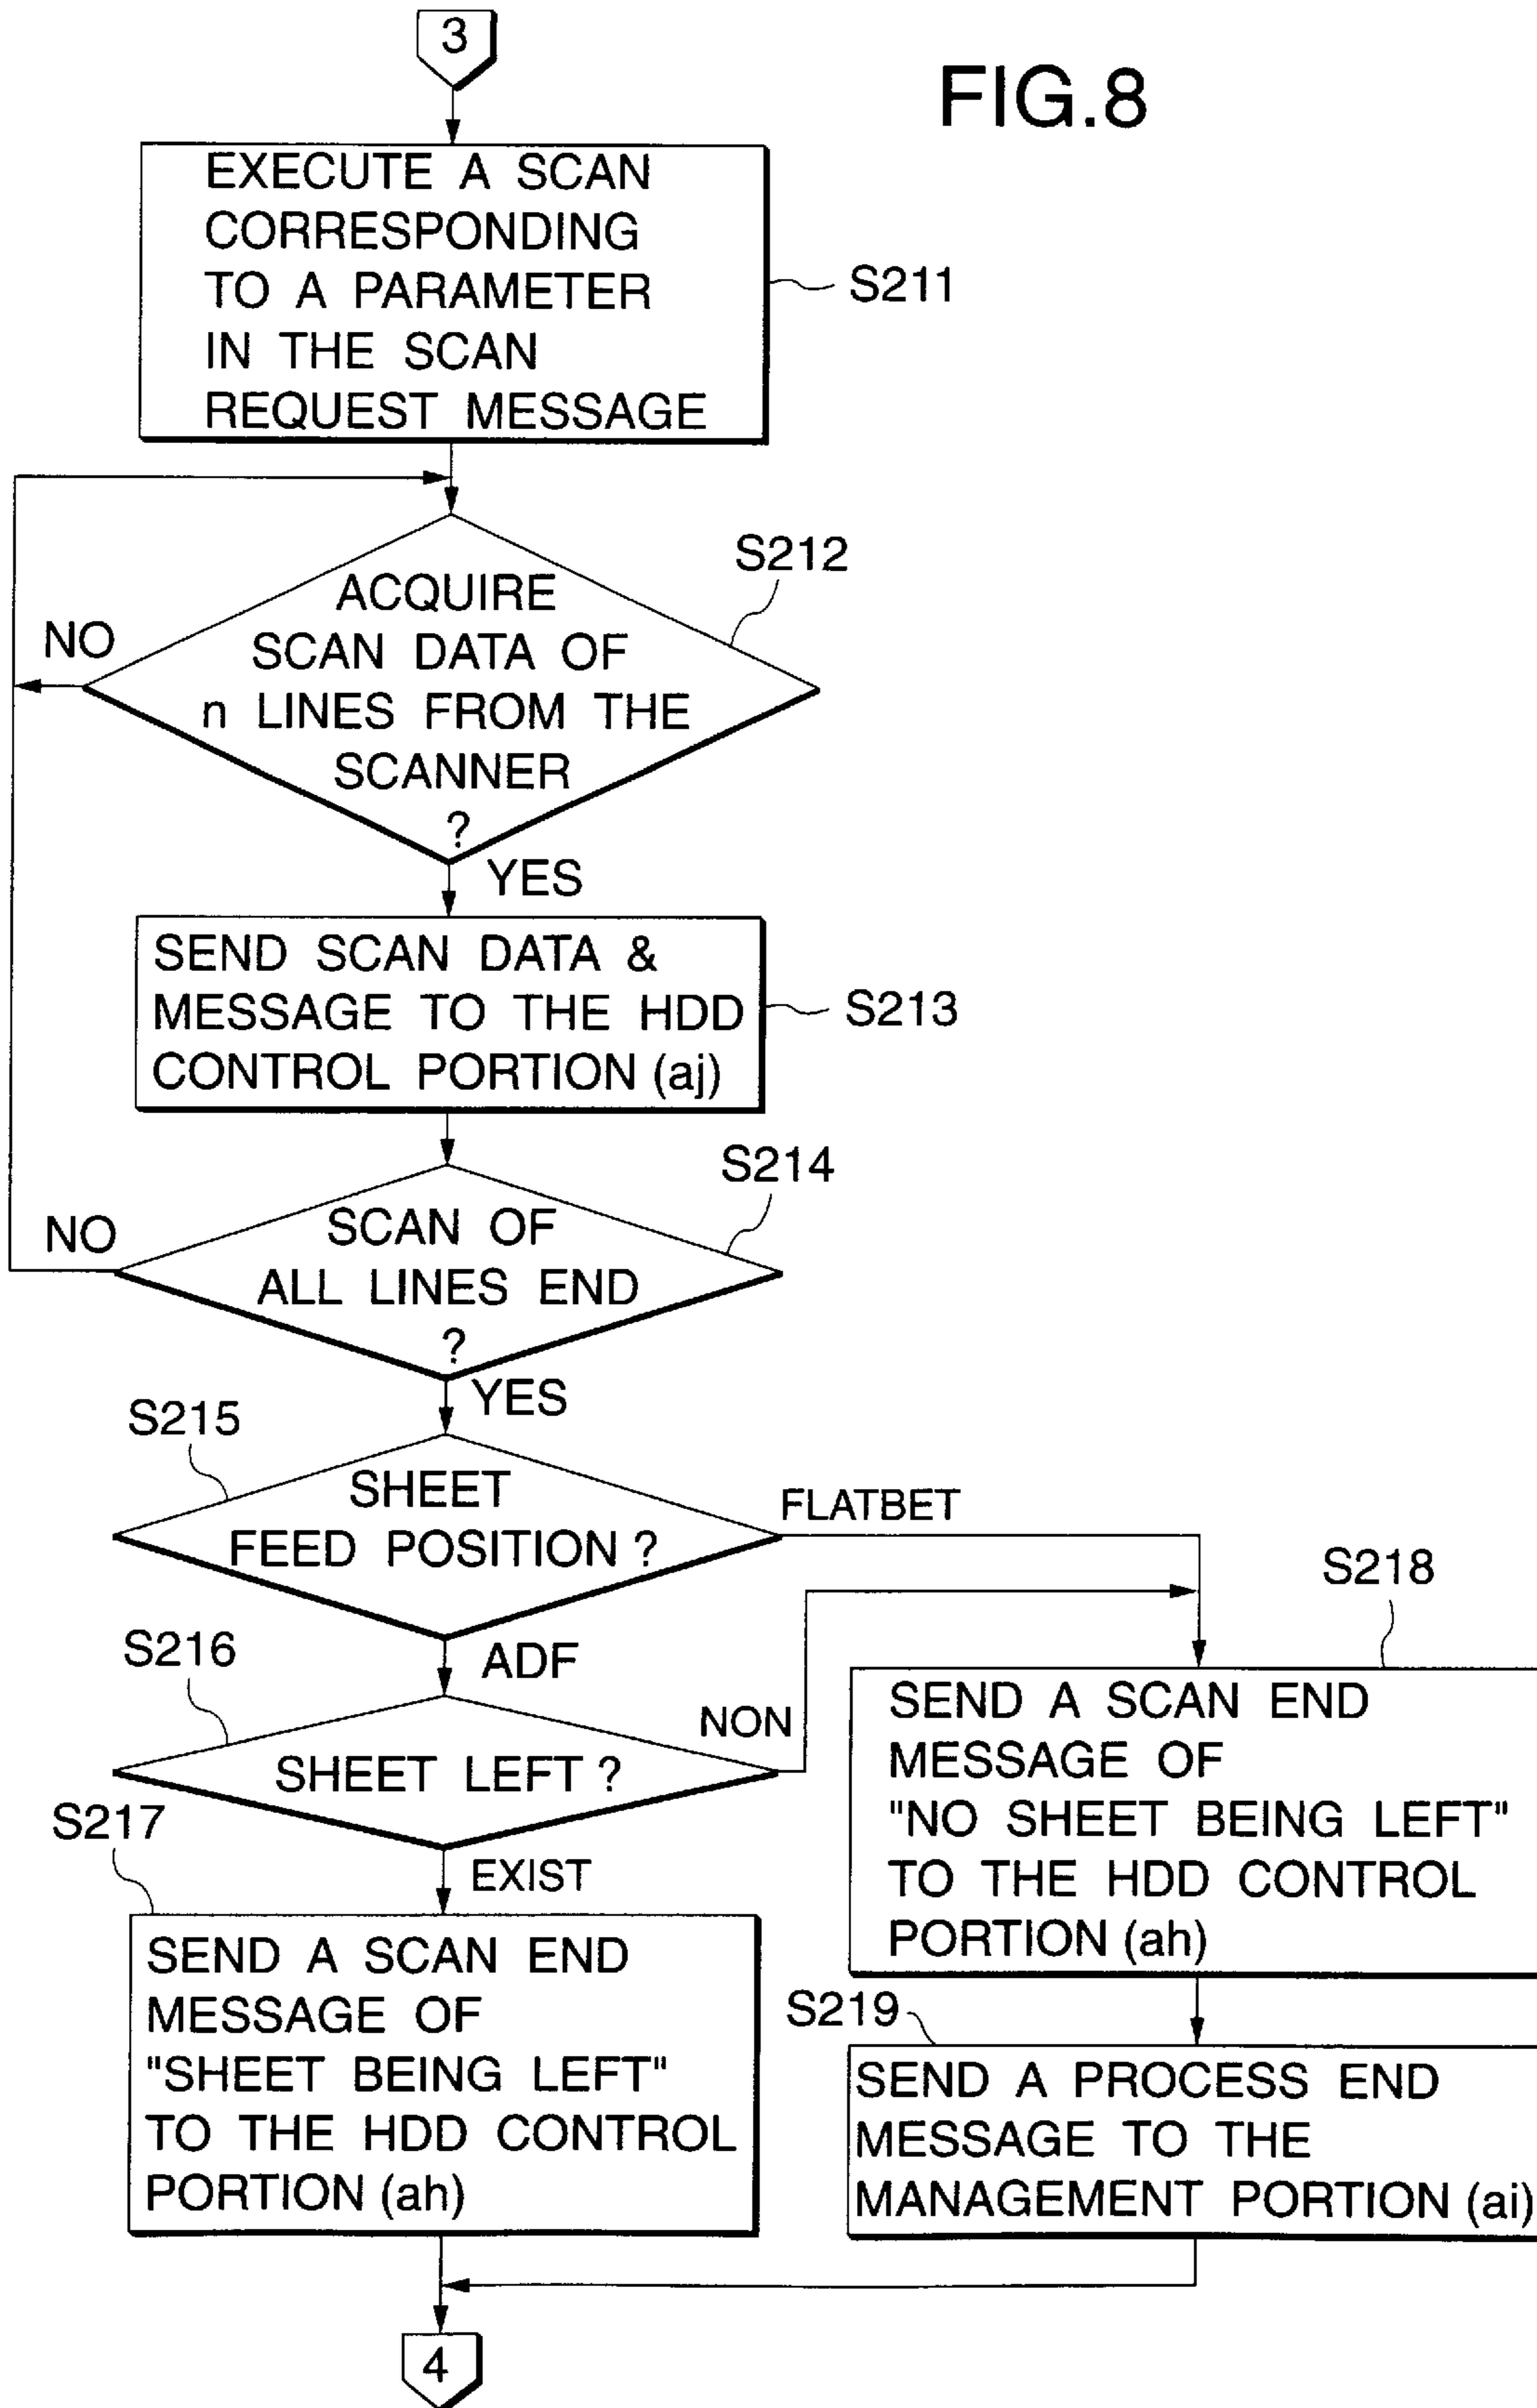 3
FIG.8
EXECUTE A SCAN
CORRESPONDING
TO A PARAMETER
IN THE SCAN
REQUEST MESSAGE
S211
S212
ACQUIRE
SCAN DATA OF
n LINES FROM THE
SCANNER
?
NO
YES
SEND SCAN DATA &
MESSAGE TO THE HDD
CONTROL PORTION (aj)
S213
S214
SCAN OF
ALL LINES END
?
NO
YES
S215
SHEET
FEED POSITION ?
FLATBET
ADF
S216
SHEET LEFT ?
NON
EXIST
S217
SEND A SCAN END
MESSAGE OF
"SHEET BEING LEFT"
TO THE HDD CONTROL
PORTION (ah)
S218
SEND A SCAN END
MESSAGE OF
"NO SHEET BEING LEFT"
TO THE HDD CONTROL
PORTION (ah)
S219
SEND A PROCESS END
MESSAGE TO THE
MANAGEMENT PORTION (ai)
4